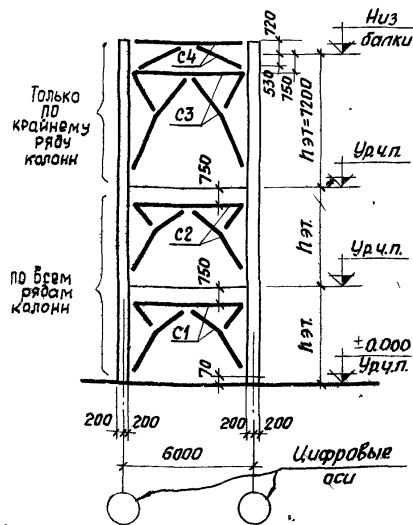 Низ
балки
720
С4
530
750
Только
по
крайнему
ряду
колонн
С3
hэт=7200
750
Ур.ч.п.
С2
hэт.
по всем
рядам
колонн
750
Ур.ч.п.
С1
hэт.
±0.000
Ур.ч.п.
70
200 200
200 200
6000
Цифровые
оси